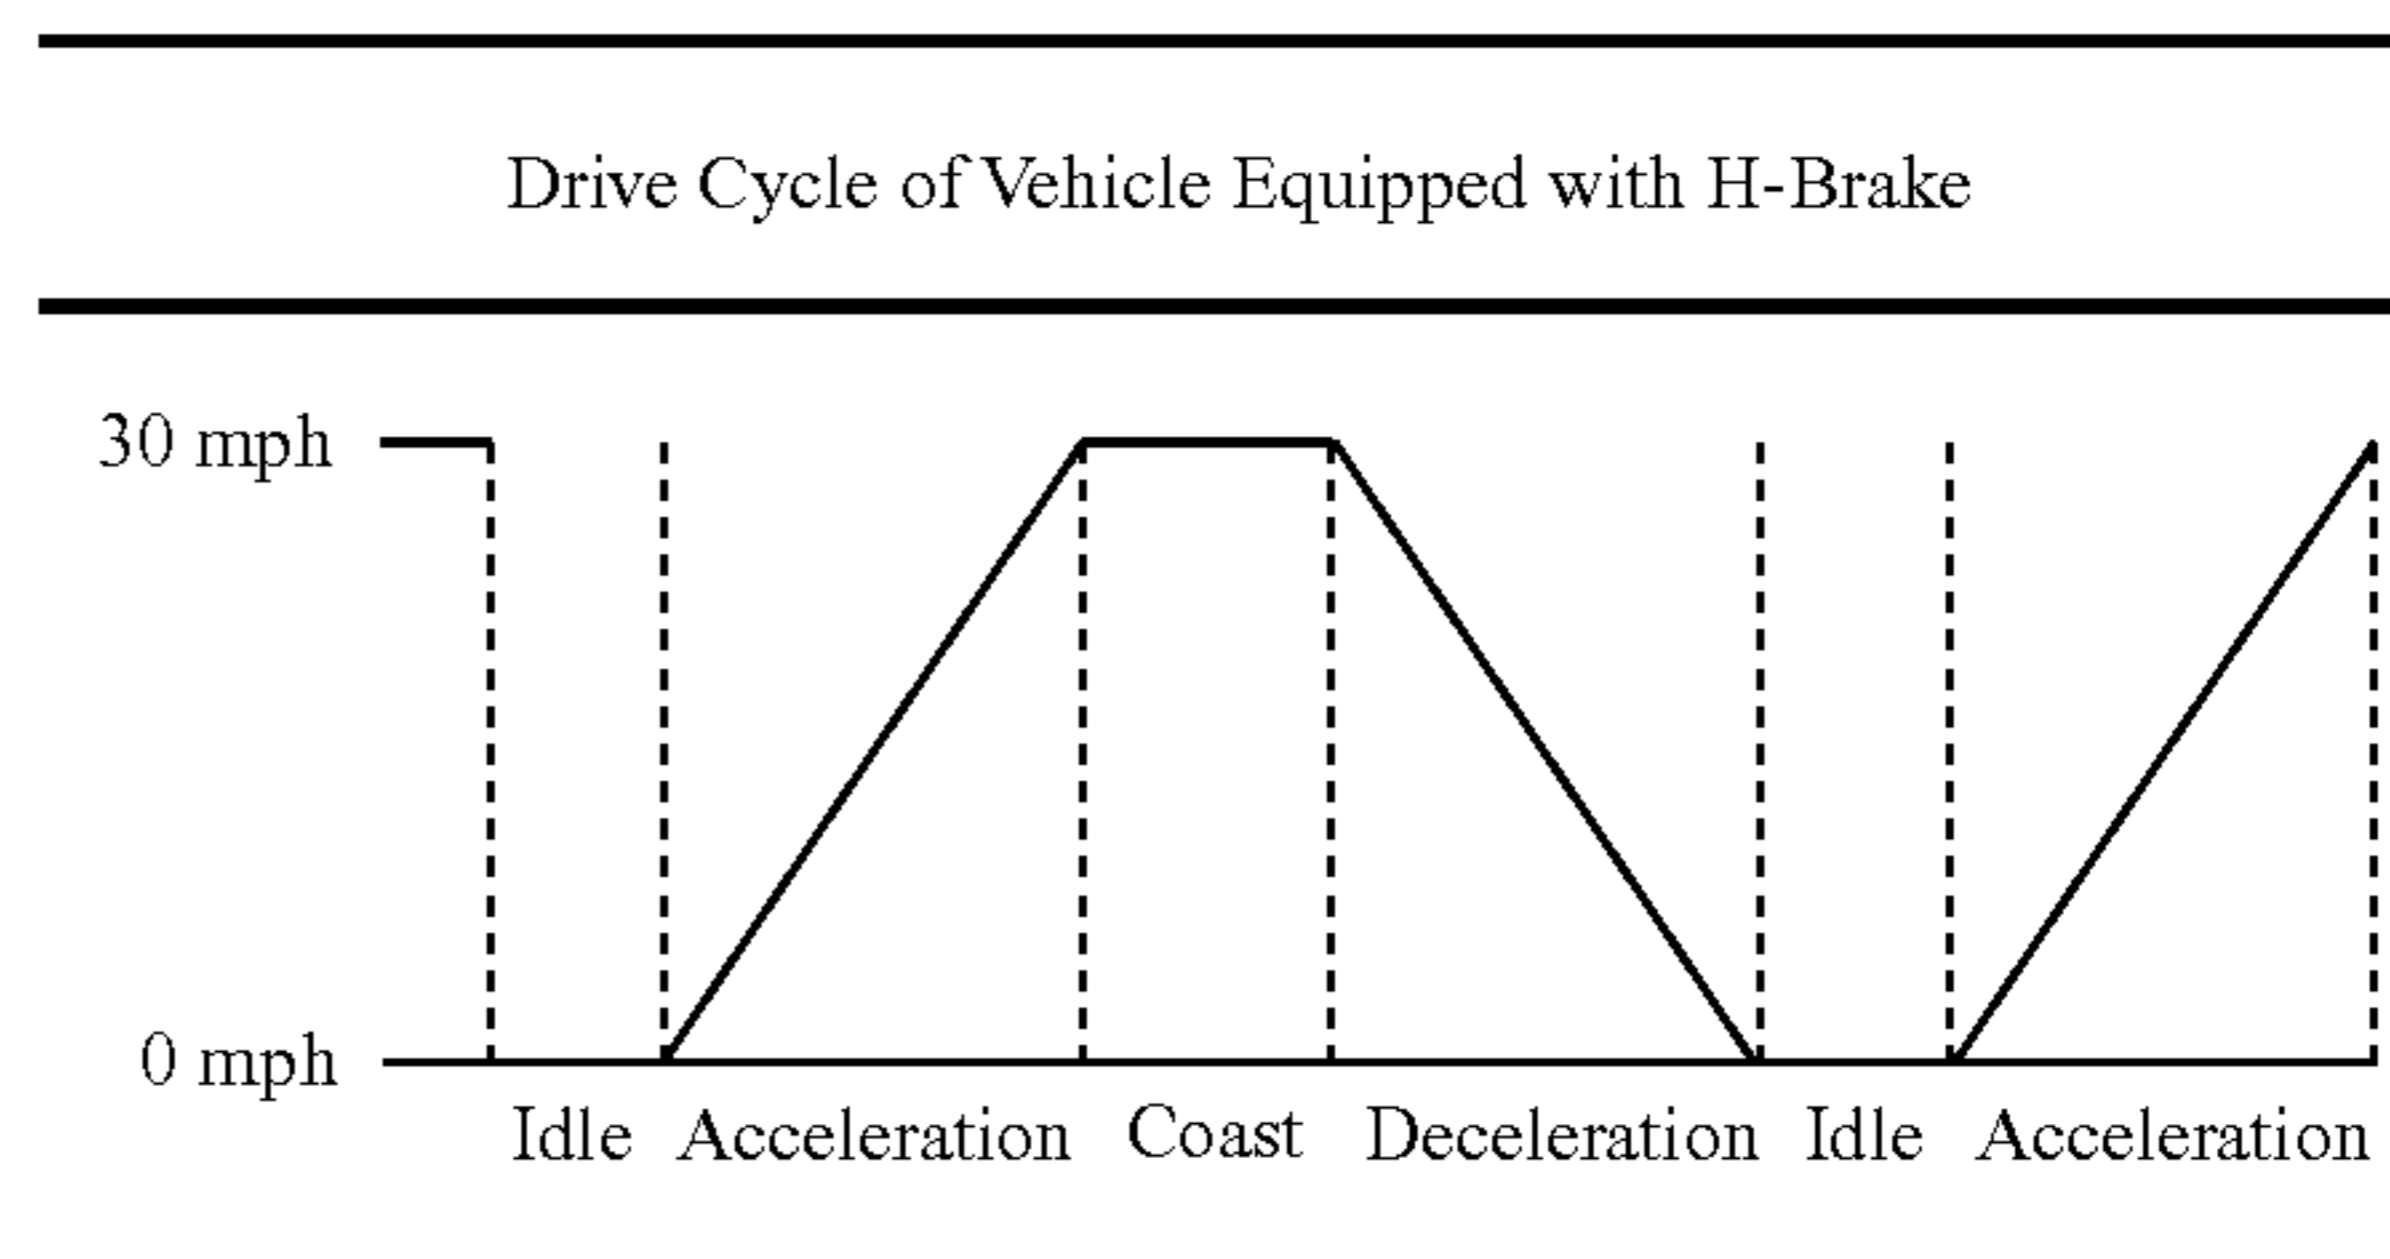 Drive Cycle of Vehicle Equipped with H-Brake
30 mph
0 mph
Idle Acceleration Coast Deceleration Idle Acceleration